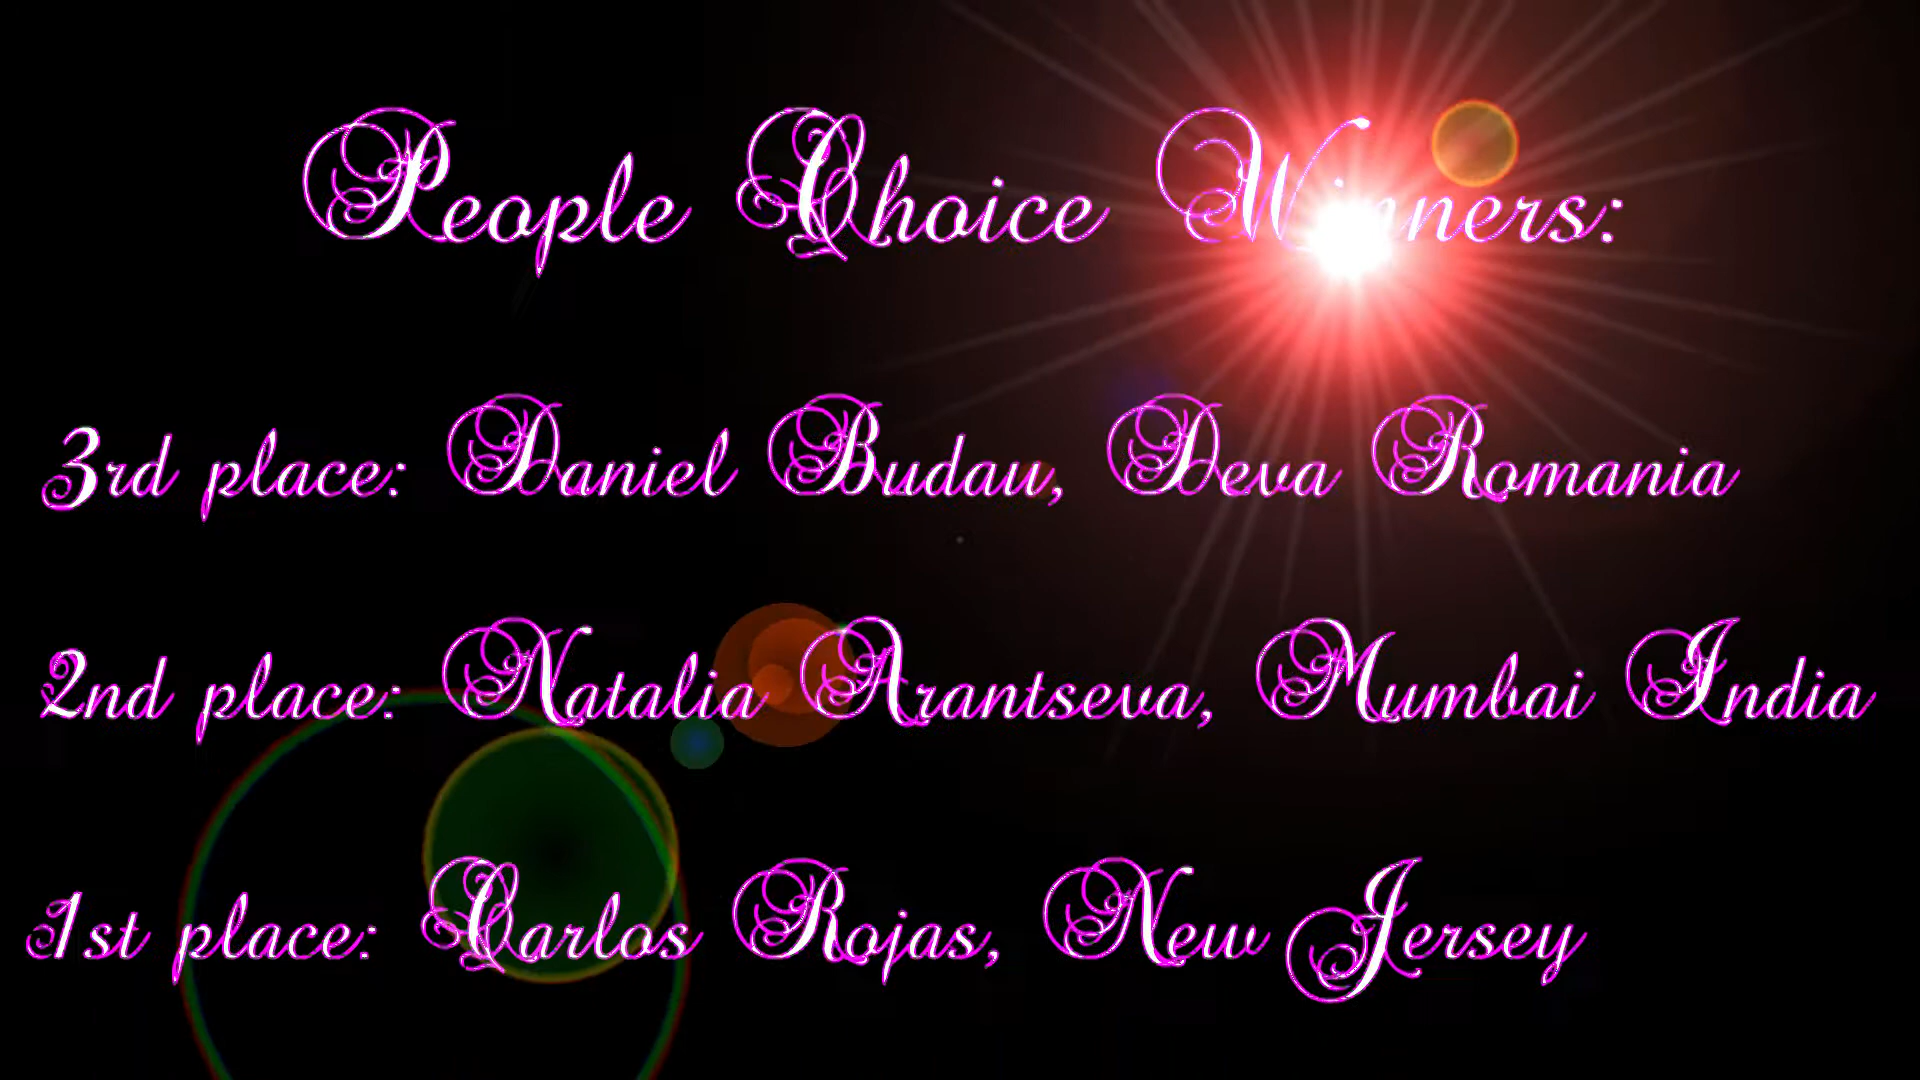 People Choice Winners:
3rd place: Daniel Budau, Deva Romania
2nd place: Natalia Arantseva, Mumbai India
1st place: Carlos Rojas, New Jersey